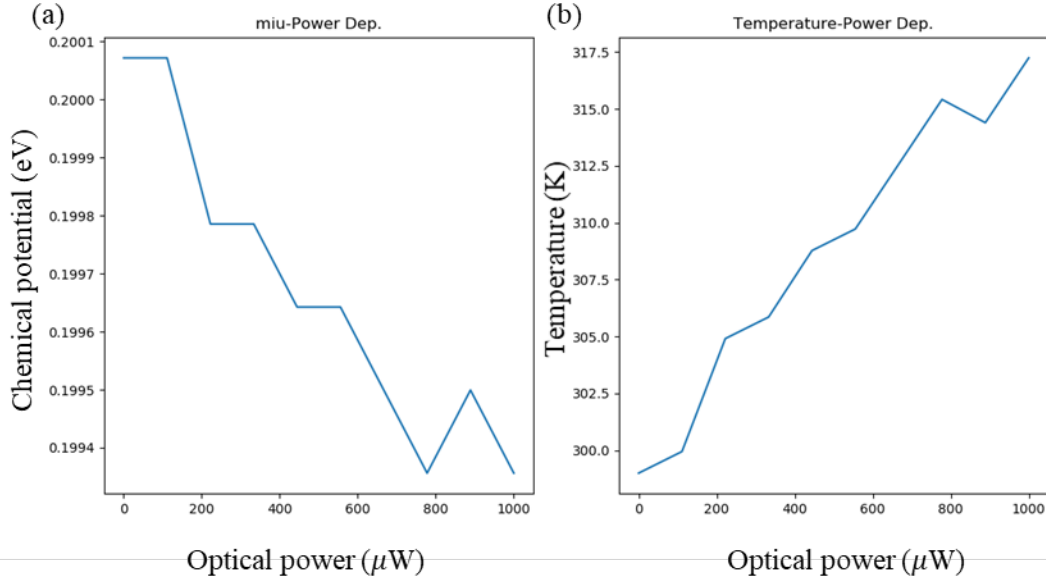 (a)
miu-Power Dep.
0.2001
0.2000
0.1999
0.1998
0.1997
0.1996
0.1995
0.1994
Chemical potential (eV)
0 200 400 600 800 1000
Optical power (μW)
(b)
Temperature-Power Dep.
317.5
315.0
312.5
310.0
307.5
305.0
302.5
300.0
Temperature (K)
0 200 400 600 800 1000
Optical power (μW)